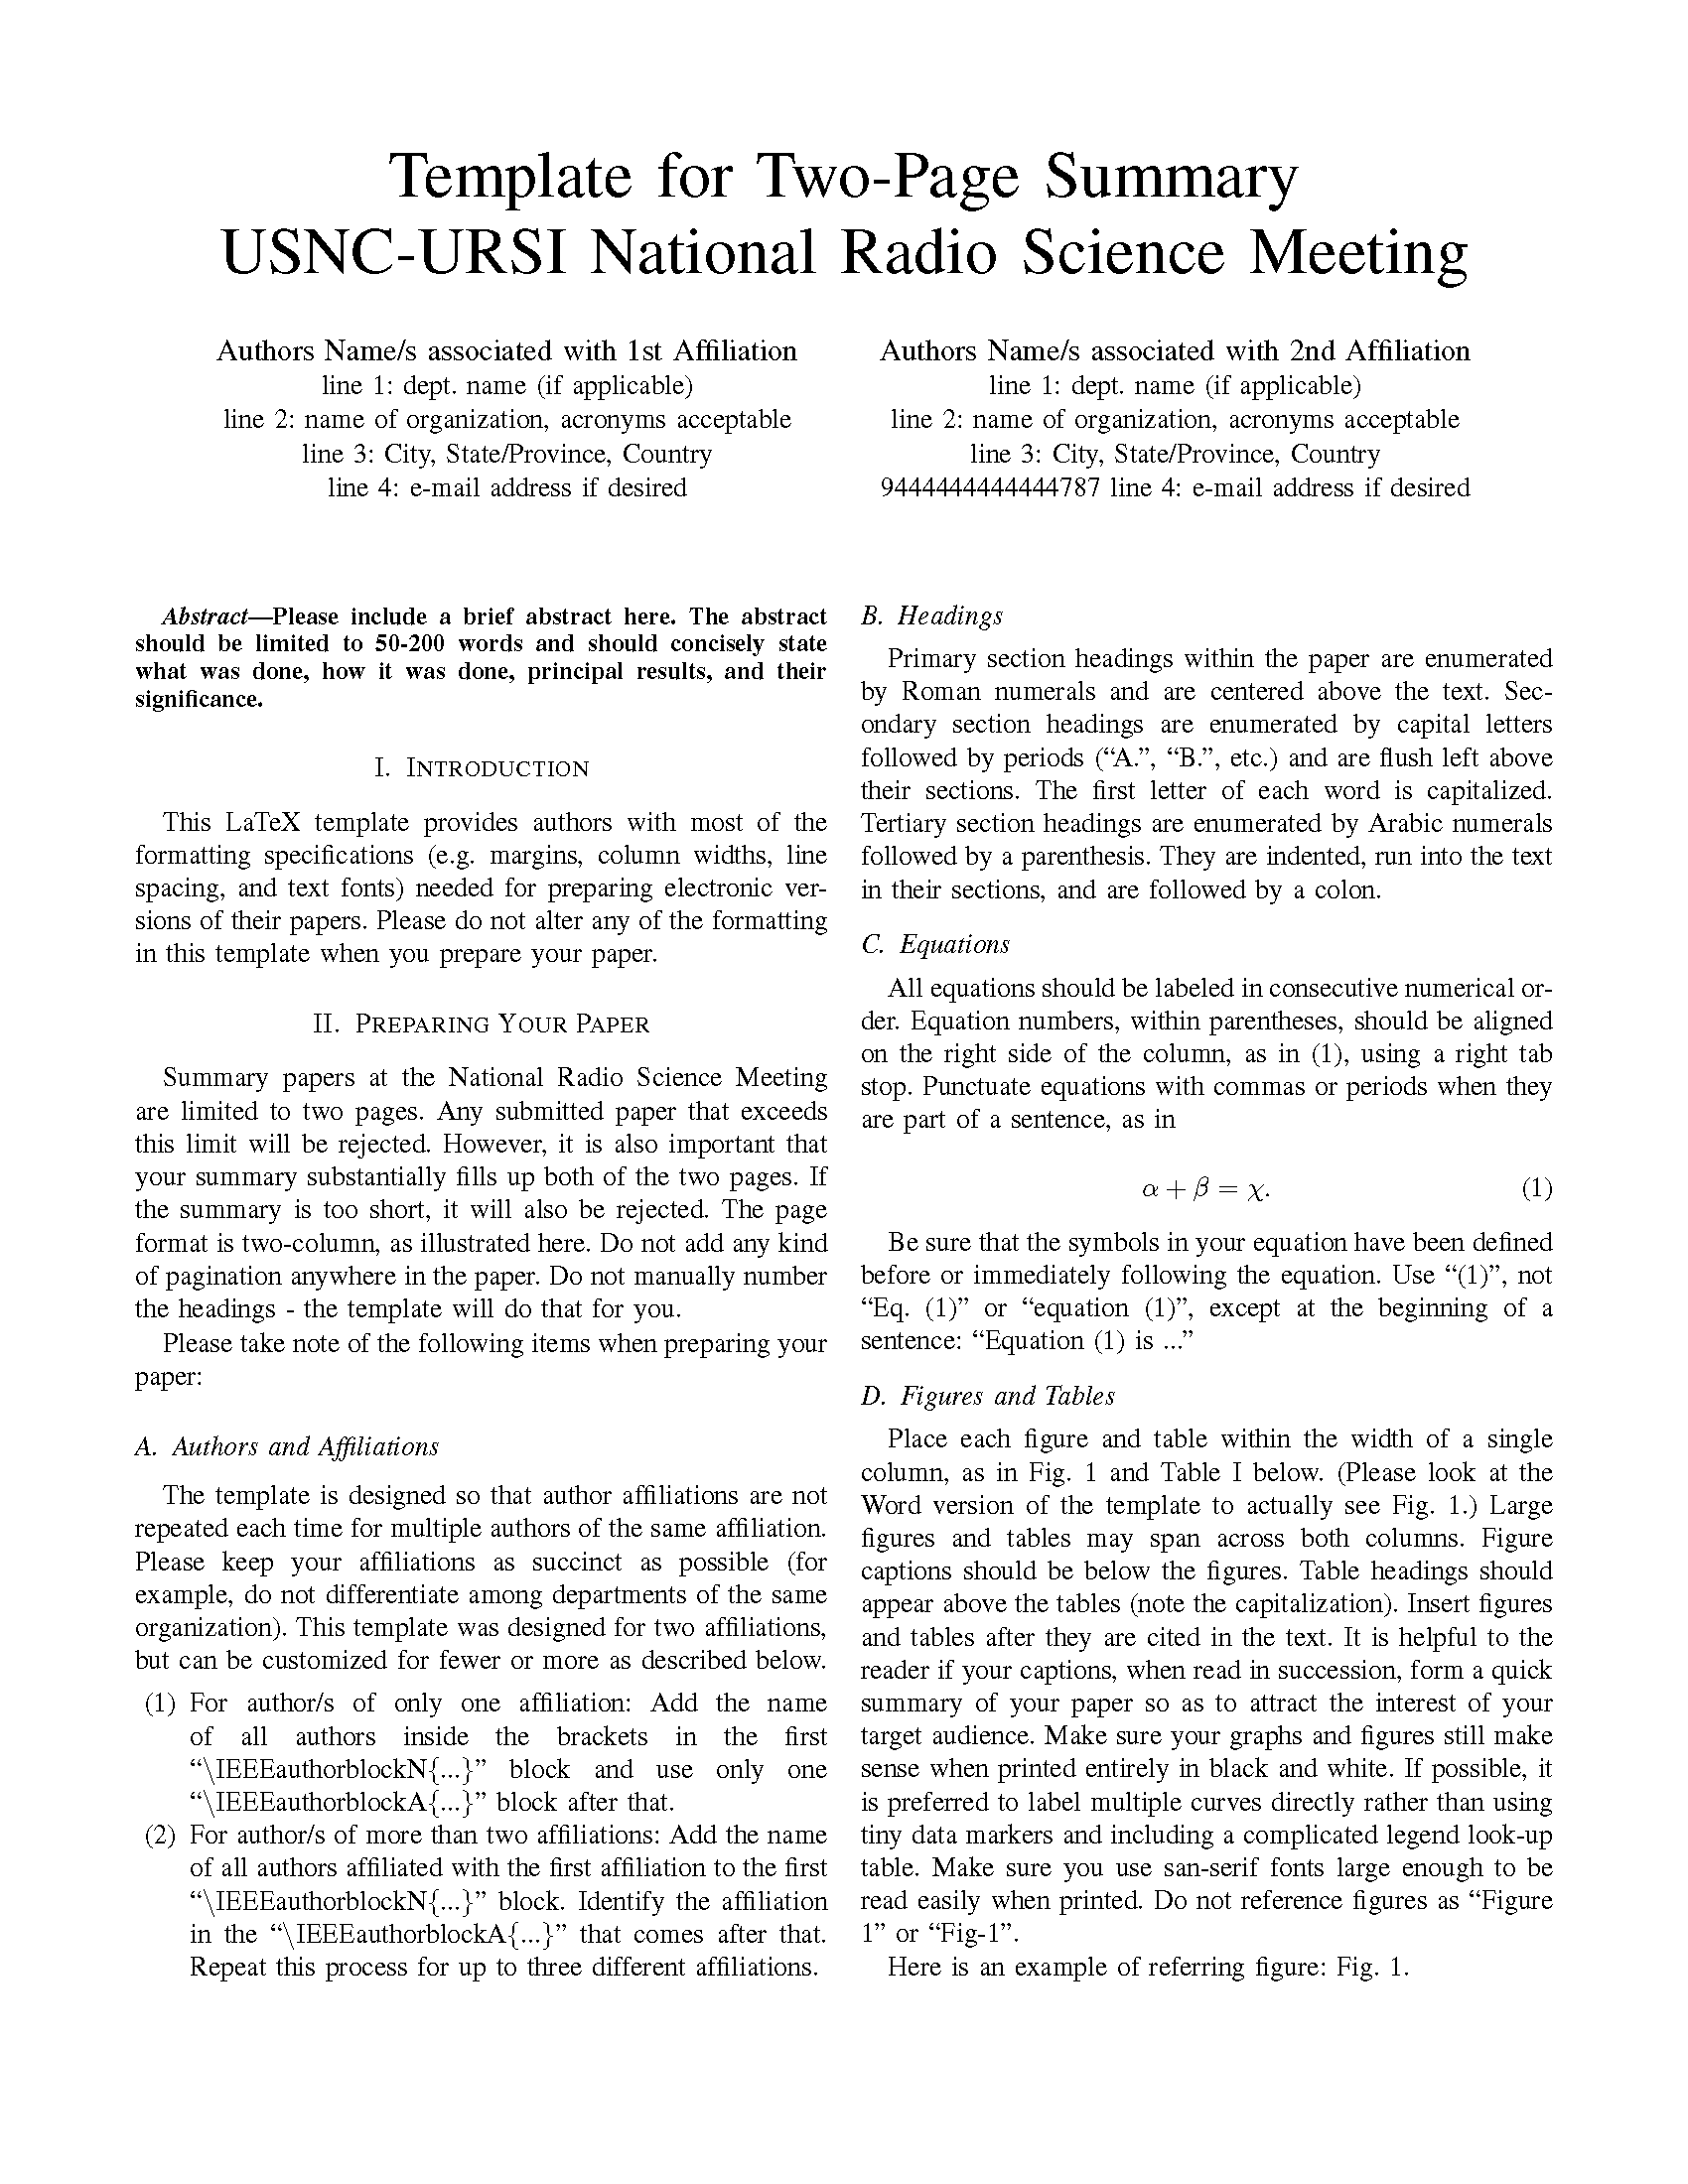 Template for Two-Page Summary
USNC-URSI National Radio Science Meeting
Authors Name/s associated with 1st Affiliation
line 1: dept. name (if applicable)
line 2: name of organization, acronyms acceptable
line 3: City, State/Province, Country
line 4: e-mail address if desired
Authors Name/s associated with 2nd Affiliation
line 1: dept. name (if applicable)
line 2: name of organization, acronyms acceptable
line 3: City, State/Province, Country
9444444444444787 line 4: e-mail address if desired
Abstract—Please include a brief abstract here. The abstract
should be limited to 50-200 words and should concisely state
what was done, how it was done, principal results, and their
significance.
I. INTRODUCTION
This LaTeX template provides authors with most of the
formatting specifications (e.g. margins, column widths, line
spacing, and text fonts) needed for preparing electronic ver-
sions of their papers. Please do not alter any of the formatting
in this template when you prepare your paper.
II. PREPARING YOUR PAPER
Summary papers at the National Radio Science Meeting
are limited to two pages. Any submitted paper that exceeds
this limit will be rejected. However, it is also important that
your summary substantially fills up both of the two pages. If
the summary is too short, it will also be rejected. The page
format is two-column, as illustrated here. Do not add any kind
of pagination anywhere in the paper. Do not manually number
the headings - the template will do that for you.
Please take note of the following items when preparing your
paper:
A. Authors and Affiliations
The template is designed so that author affiliations are not
repeated each time for multiple authors of the same affiliation.
Please keep your affiliations as succinct as possible (for
example, do not differentiate among departments of the same
organization). This template was designed for two affiliations,
but can be customized for fewer or more as described below.
(1) For author/s of only one affiliation: Add the name
of all authors inside the brackets in the first
“\IEEEauthorblockN{...}” block and use only one
“\IEEEauthorblockA{...}” block after that.
(2) For author/s of more than two affiliations: Add the name
of all authors affiliated with the first affiliation to the first
“\IEEEauthorblockN{...}” block. Identify the affiliation
in the “\IEEEauthorblockA{...}” that comes after that.
Repeat this process for up to three different affiliations.
B. Headings
Primary section headings within the paper are enumerated
by Roman numerals and are centered above the text. Sec-
ondary section headings are enumerated by capital letters
followed by periods (“A.”, “B.”, etc.) and are flush left above
their sections. The first letter of each word is capitalized.
Tertiary section headings are enumerated by Arabic numerals
followed by a parenthesis. They are indented, run into the text
in their sections, and are followed by a colon.
C. Equations
All equations should be labeled in consecutive numerical or-
der. Equation numbers, within parentheses, should be aligned
on the right side of the column, as in (1), using a right tab
stop. Punctuate equations with commas or periods when they
are part of a sentence, as in
α + β = χ. (1)
Be sure that the symbols in your equation have been defined
before or immediately following the equation. Use “(1)”, not
“Eq. (1)” or “equation (1)”, except at the beginning of a
sentence: “Equation (1) is ...”
D. Figures and Tables
Place each figure and table within the width of a single
column, as in Fig. 1 and Table I below. (Please look at the
Word version of the template to actually see Fig. 1.) Large
figures and tables may span across both columns. Figure
captions should be below the figures. Table headings should
appear above the tables (note the capitalization). Insert figures
and tables after they are cited in the text. It is helpful to the
reader if your captions, when read in succession, form a quick
summary of your paper so as to attract the interest of your
target audience. Make sure your graphs and figures still make
sense when printed entirely in black and white. If possible, it
is preferred to label multiple curves directly rather than using
tiny data markers and including a complicated legend look-up
table. Make sure you use san-serif fonts large enough to be
read easily when printed. Do not reference figures as “Figure
1” or “Fig-1”.
Here is an example of referring figure: Fig. 1.